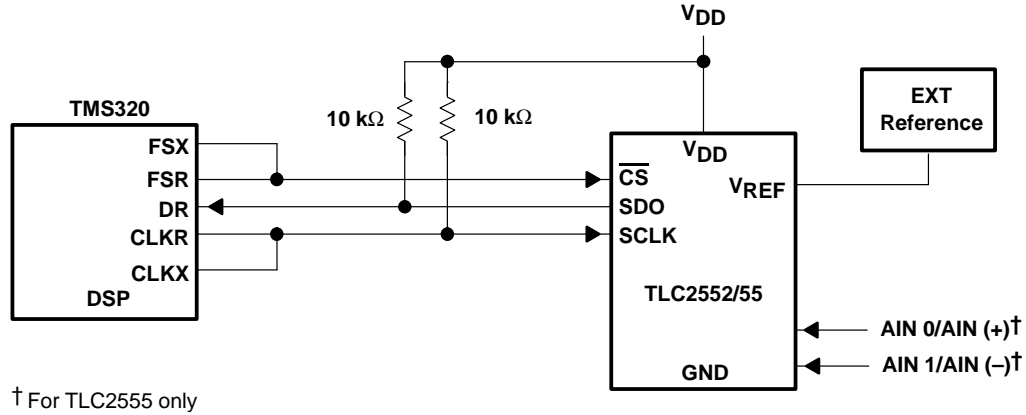 VDD
TMS320
10 kΩ
10 kΩ
EXT
Reference
FSX
FSR
DR
CLKR
CLKX
DSP
VDD
CS
VREF
SDO
SCLK
TLC2552/55
AIN 0/AIN (+)†
AIN 1/AIN (–)†
GND
† For TLC2555 only